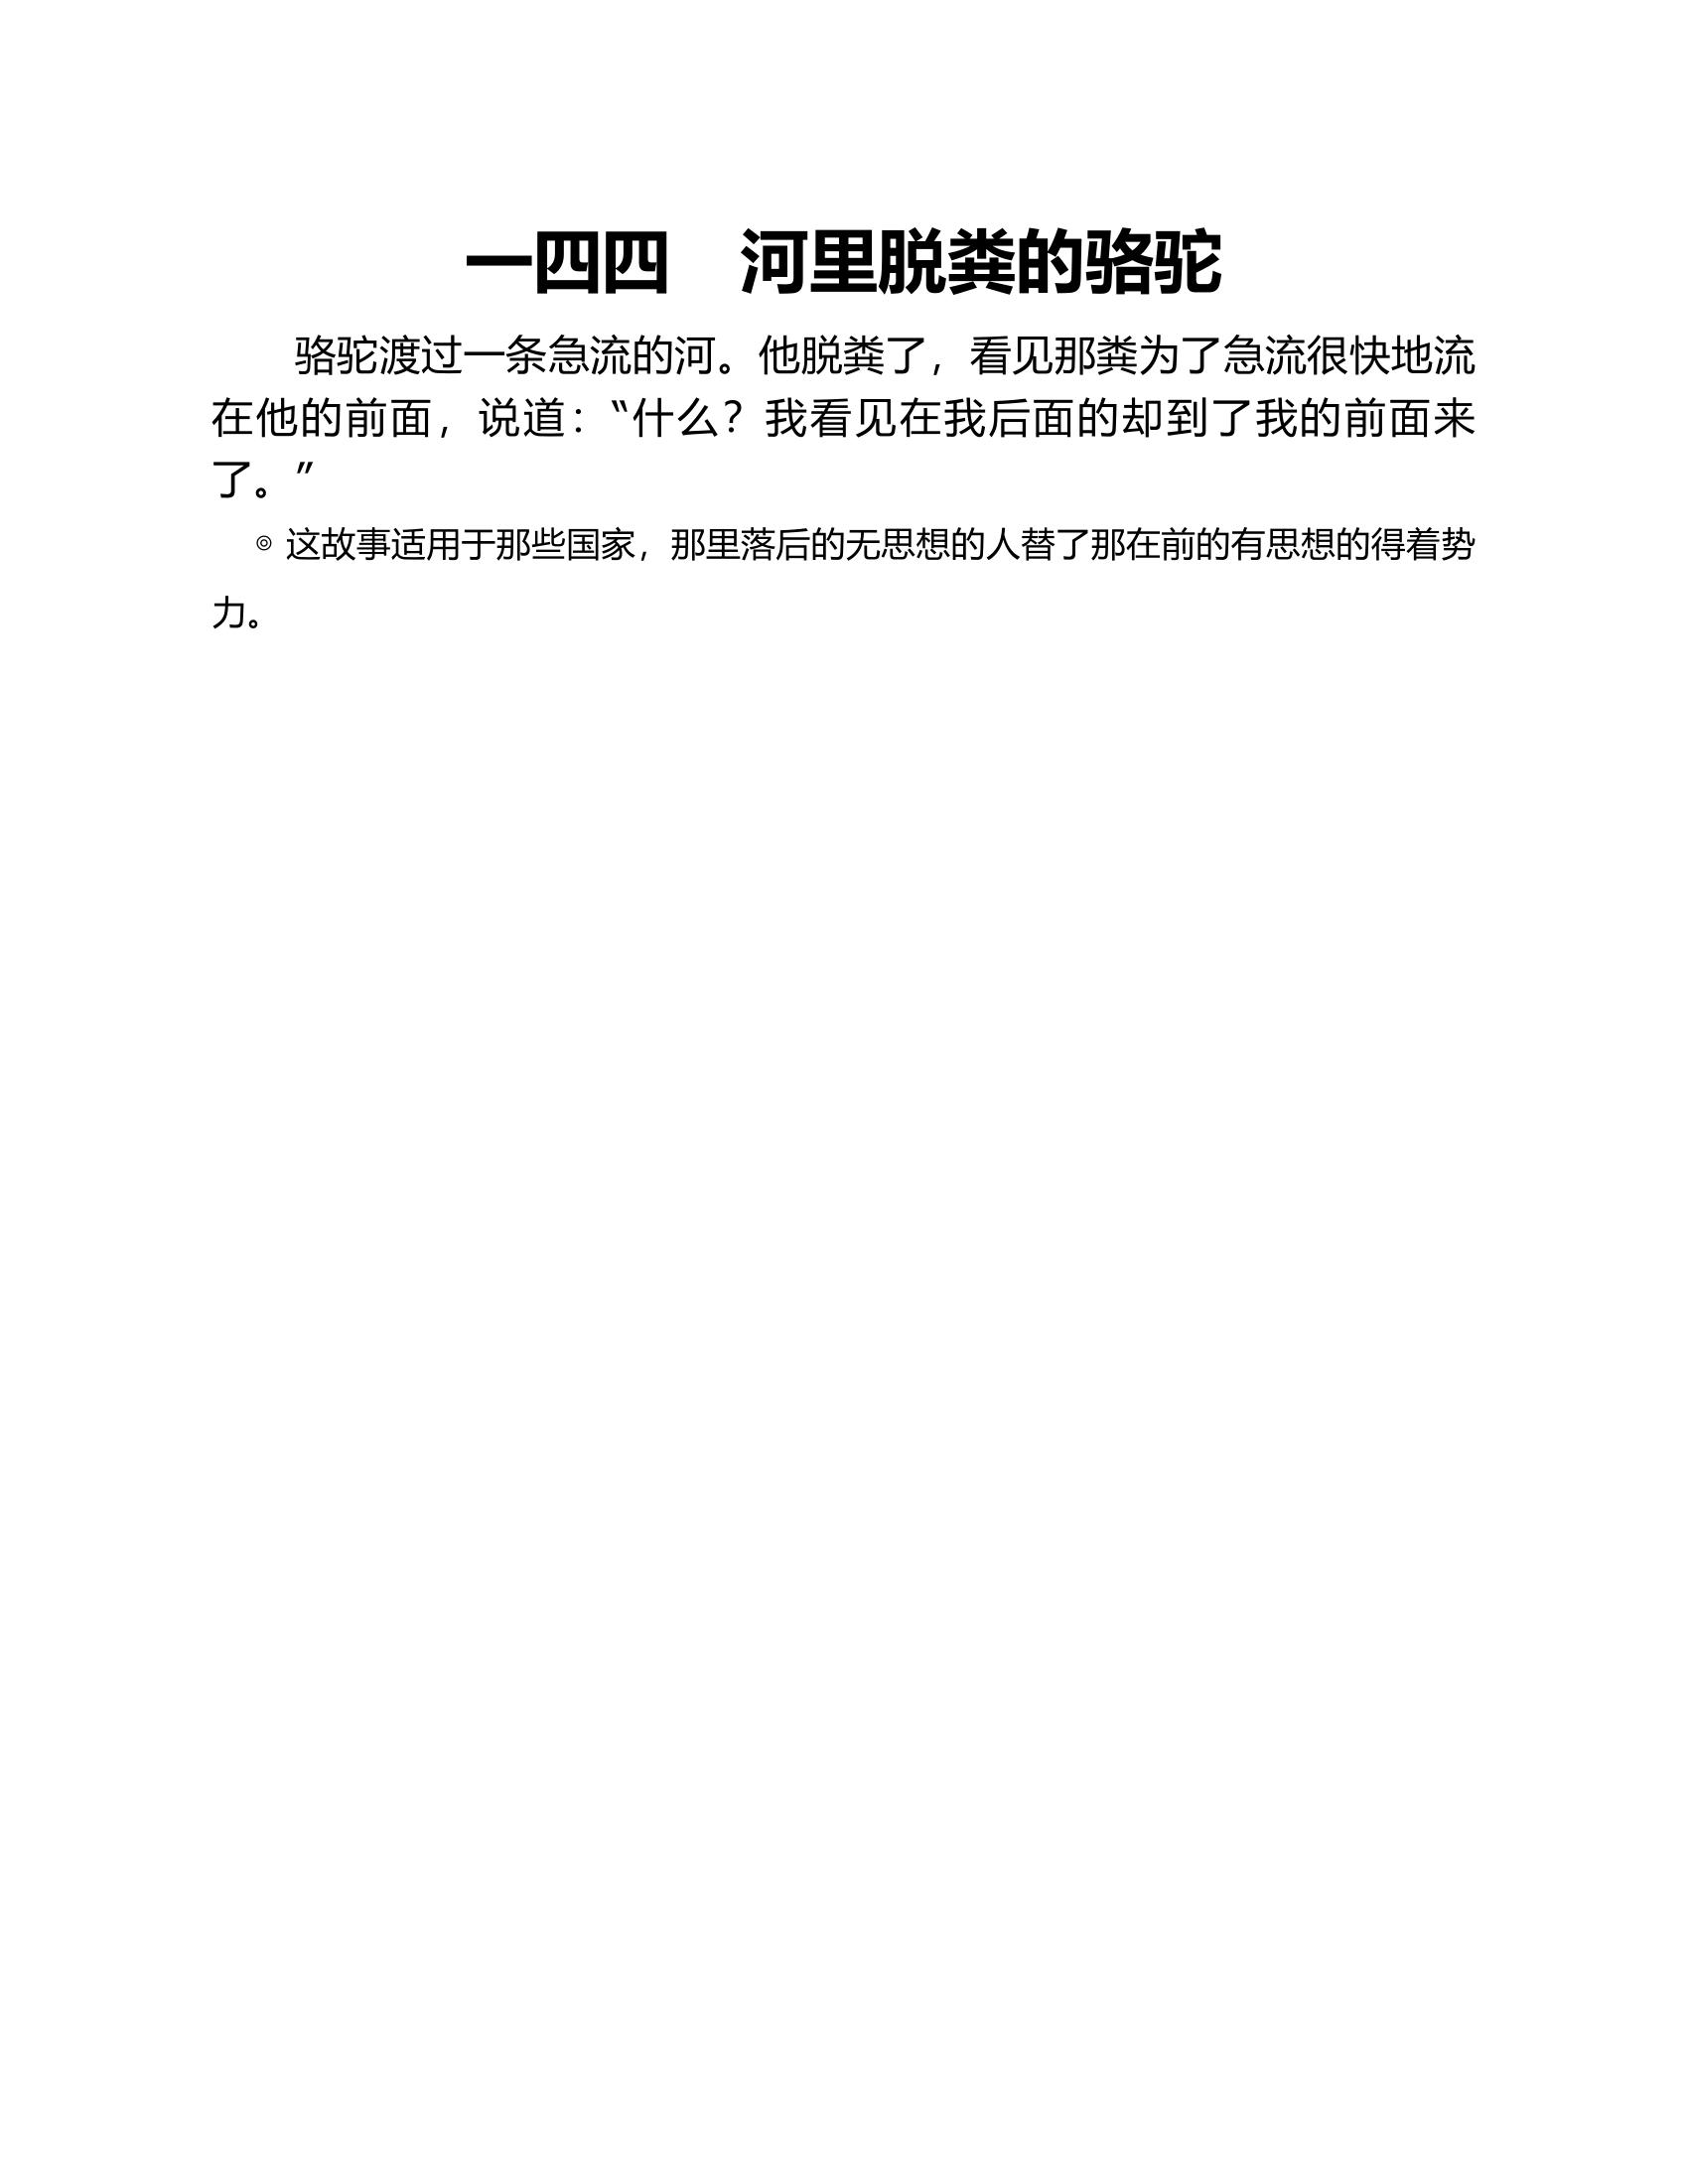 一四四　河里脱粪的骆驼
骆驼渡过一条急流的河。他脱粪了，看见那粪为了急流很快地流
在他的前面，说道：“什么？我看见在我后面的却到了我的前面来
了。”
◎ 这故事适用于那些国家，那里落后的无思想的人替了那在前的有思想的得着势
力。